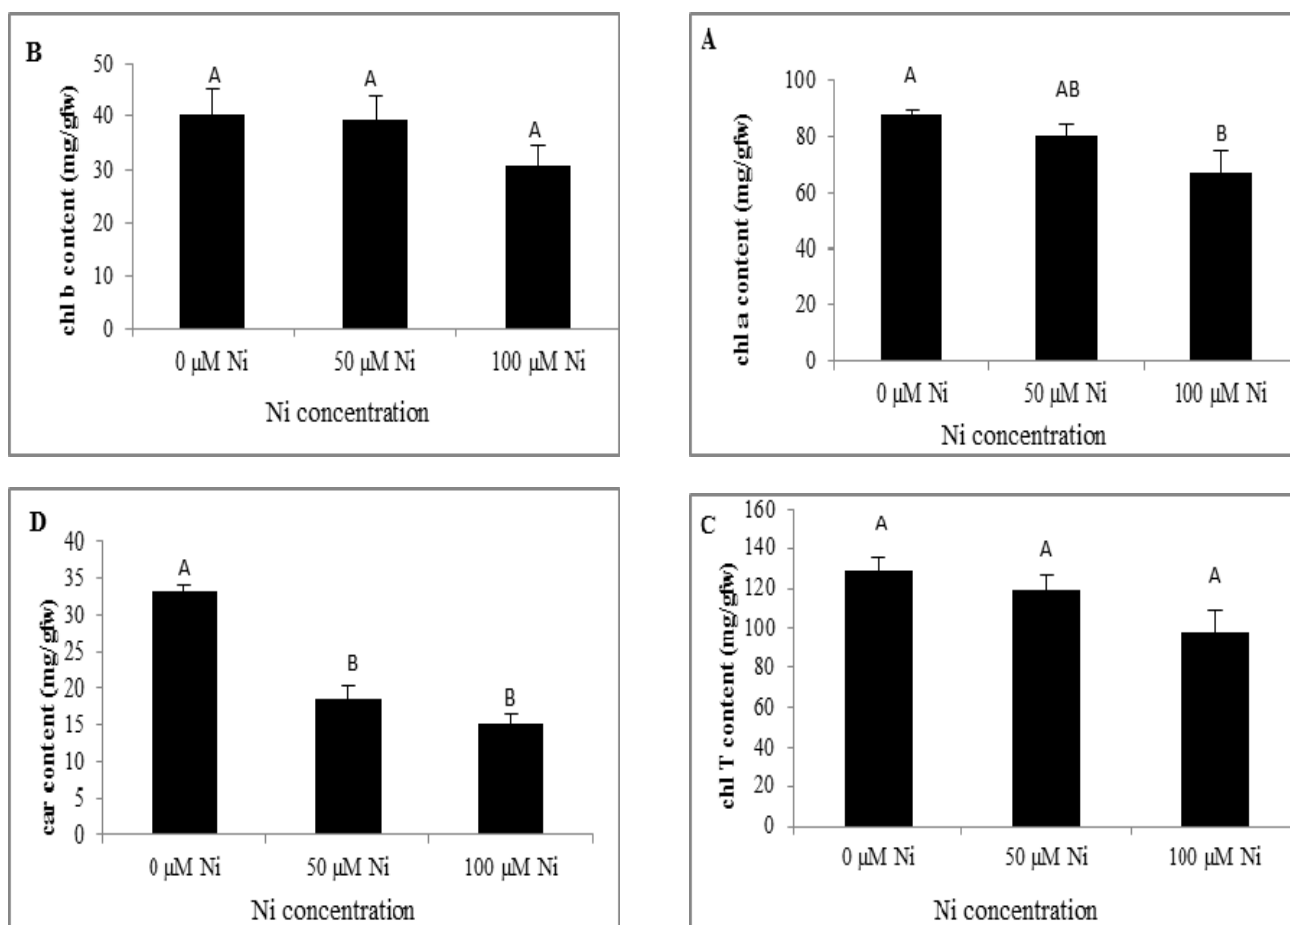 B
chl b content (mg/gfw)
50
40
30
20
10
0
A
A
A
0 µM Ni 50 µM Ni 100 µM Ni
Ni concentration
A
chl a content (mg/gfw)
100
80
60
40
20
0
A
AB
B
0 µM Ni 50 µM Ni 100 µM Ni
Ni concentration
D
car content (mg/gfw)
40
35
30
25
20
15
10
5
0
A
B
B
0 µM Ni 50 µM Ni 100 µM Ni
Ni concentration
C
chl T content (mg/gfw)
160
140
120
100
80
60
40
20
0
A
A
A
0 µM Ni 50 µM Ni 100 µM Ni
Ni concentration